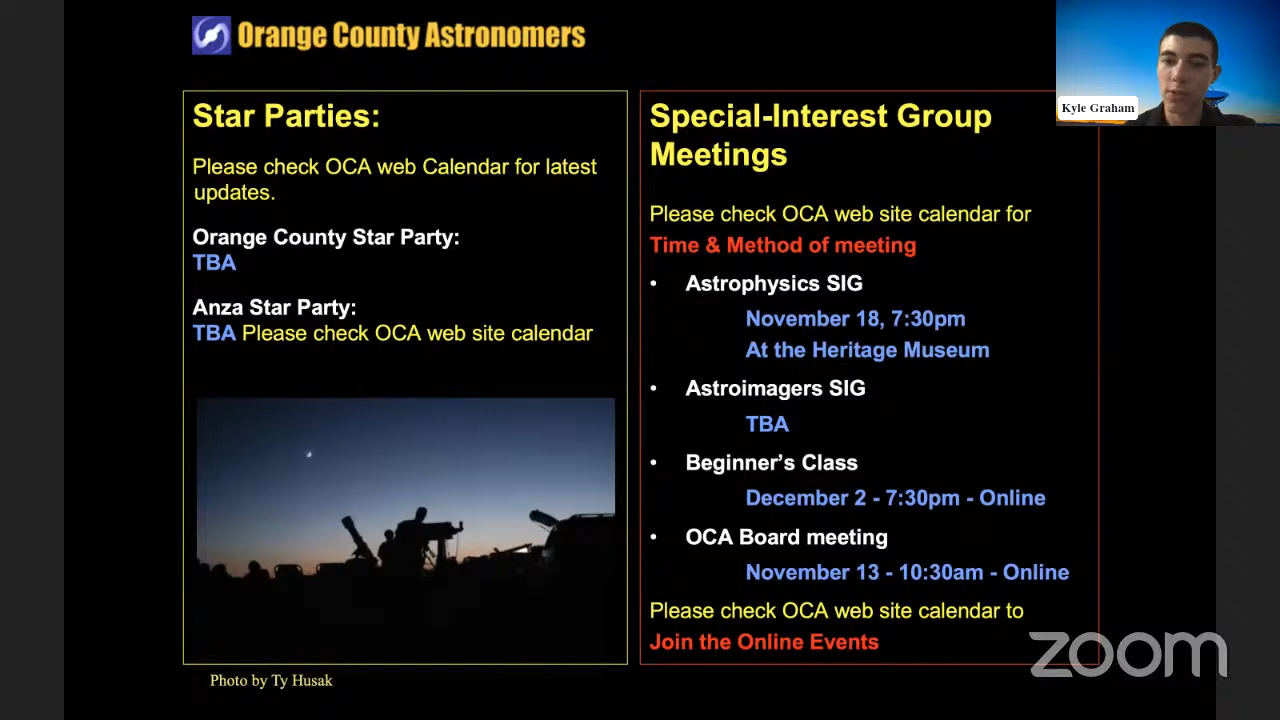 Orange County Astronomers
Star Parties:
Please check OCA web Calendar for latest
updates.
Orange County Star Party:
TBA
Anza Star Party:
TBA Please check OCA web site calendar
Photo by Ty Husak
Special-Interest Group
Meetings
Please check OCA web site calendar for
Time & Method of meeting
• Astrophysics SIG
November 18, 7:30pm
At the Heritage Museum
• Astroimagers SIG
TBA
• Beginner’s Class
December 2 - 7:30pm - Online
• OCA Board meeting
November 13 - 10:30am - Online
Please check OCA web site calendar to
Join the Online Events
Kyle Graham
zoom